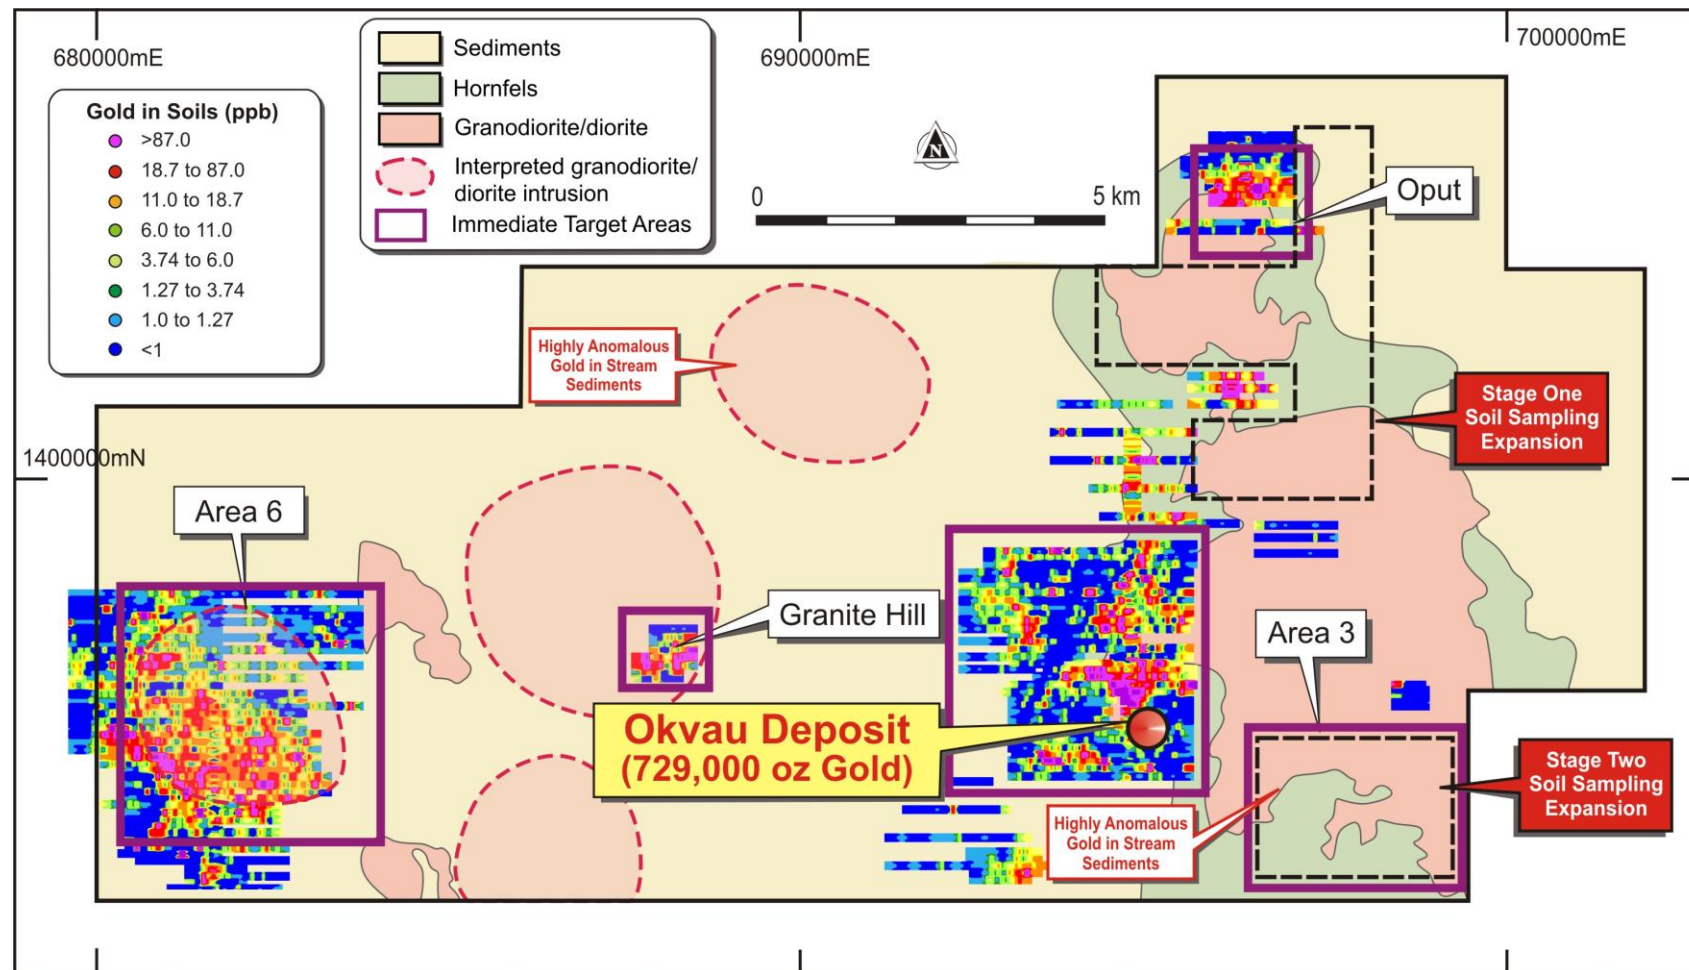 680000mE
690000mE
700000mE
Sediments
Hornfels
Granodiorite/diorite
Interpreted granodiorite/
diorite intrusion
Immediate Target Areas
Gold in Soils (ppb)
>87.0
18.7 to 87.0
11.0 to 18.7
6.0 to 11.0
3.74 to 6.0
1.27 to 3.74
1.0 to 1.27
<1
N
0
5 km
Oput
Highly Anomalous
Gold in Stream
Sediments
Stage One
Soil Sampling
Expansion
1400000mN
Area 6
Granite Hill
Area 3
Okvau Deposit
(729,000 oz Gold)
Stage Two
Soil Sampling
Expansion
Highly Anomalous
Gold in Stream
Sediments